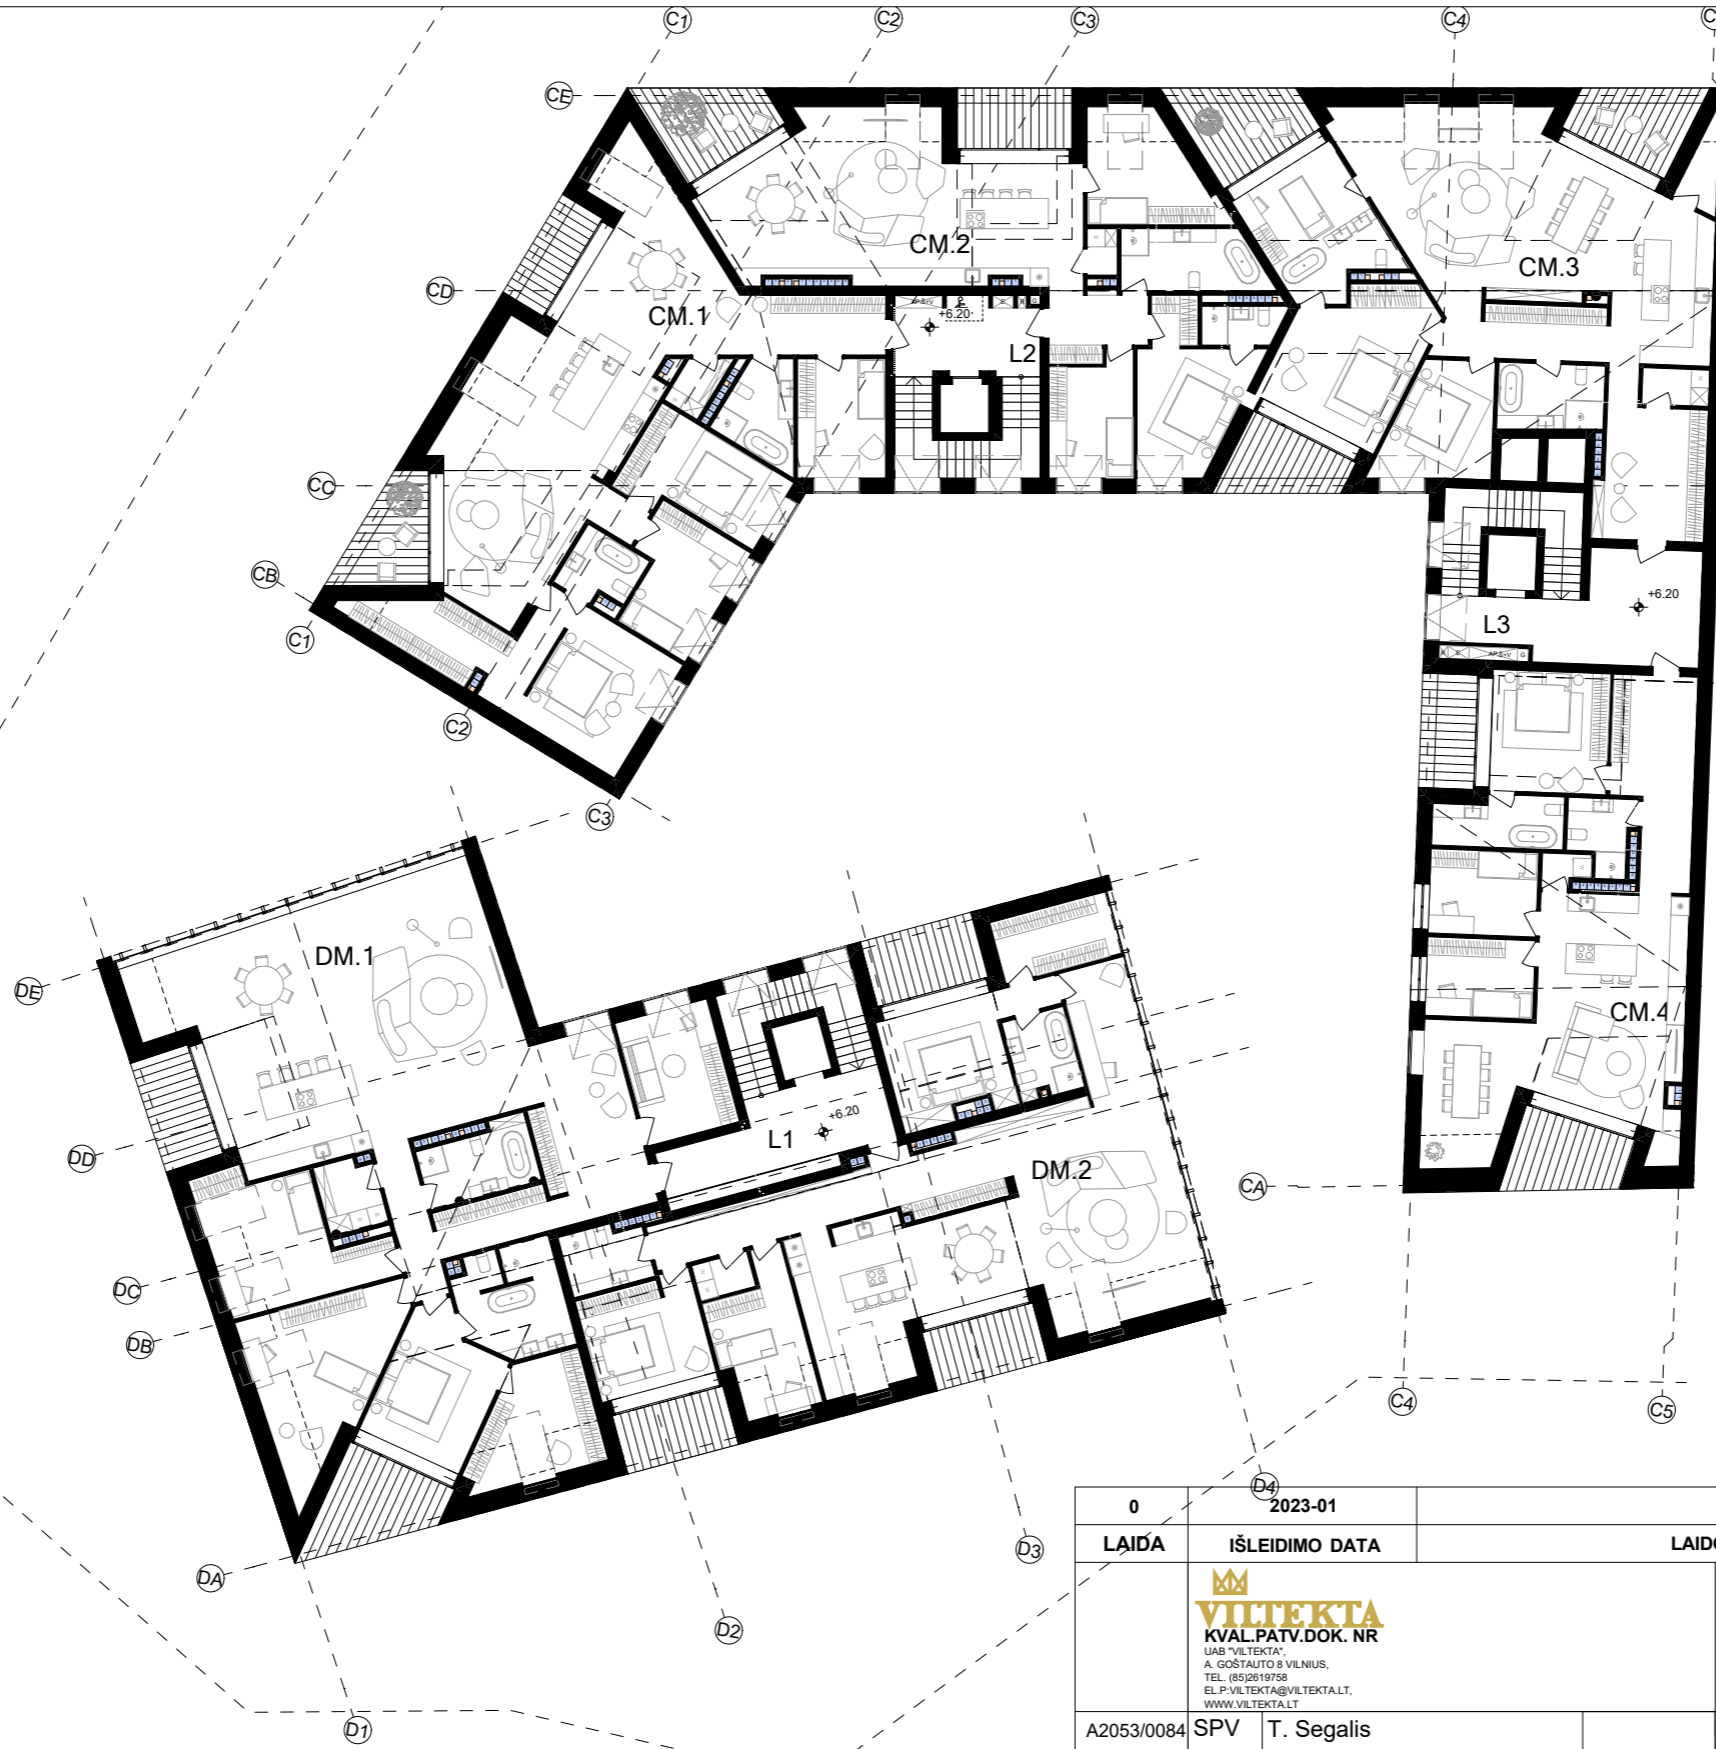 C1
C2
C3
C4
CE
CD
CM.2
CM.3
CM.1
+6.20
L2
CC
CB
C1
+6.20
L3
C2
C3
CM.4
DM.1
DE
+6.20
L1
DD
DM.2
CA
DC
DB
C4
C5
D4
D3
DA
D2
D1
0
2023-01
LAIDA
IŠLEIDIMO DATA
VILTEKTA
KVAL.PATV.DOK. NR
UAB "VILTEKTA",
A. GOŠTAUTO 8 VILNIUS,
TEL. (85)2619758
EL.P:VILTEKTA@VILTEKTA.LT,
WWW.VILTEKTA.LT
A2053/0084
SPV
T. Segalis